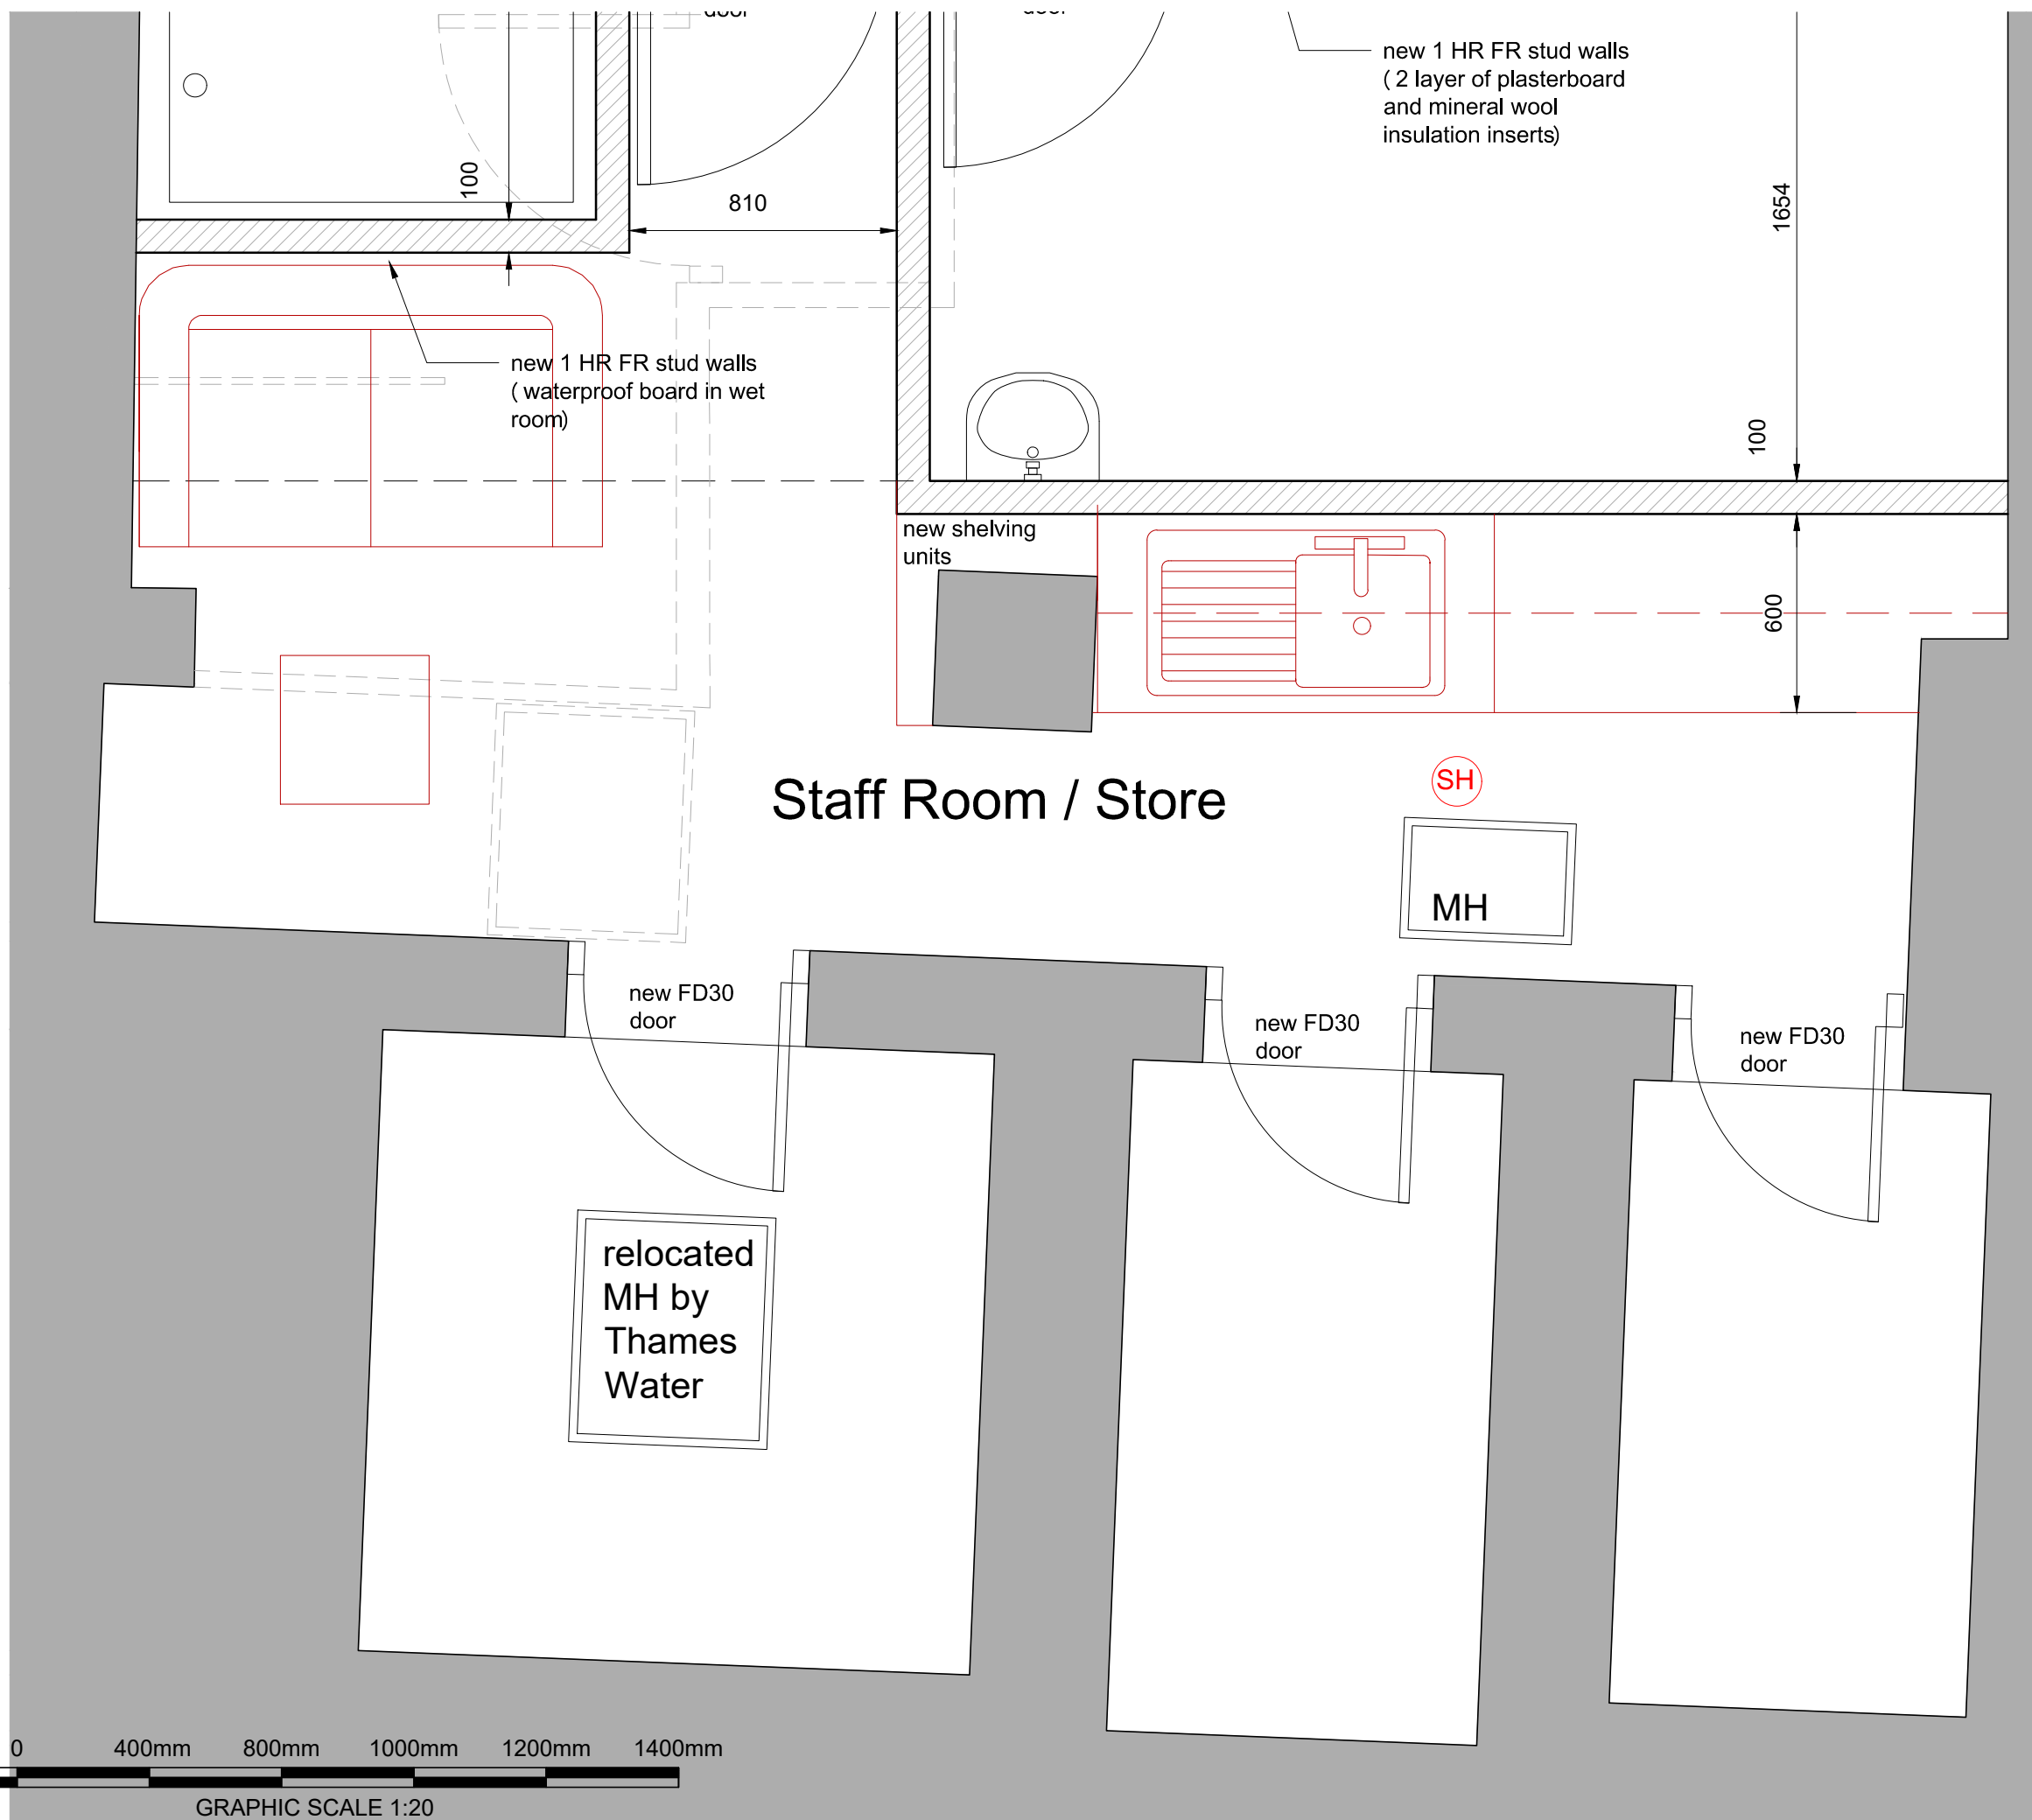 door
door
new 1 HR FR stud walls
( 2 layer of plasterboard
and mineral wool
insulation inserts)
100
810
1654
new 1 HR FR stud walls
( waterproof board in wet
room)
100
new shelving
units
600
Staff Room / Store
SH
MH
new FD30
door
new FD30
door
new FD30
door
relocated
MH by
Thames
Water
0 400mm 800mm 1000mm 1200mm 1400mm
GRAPHIC SCALE 1:20